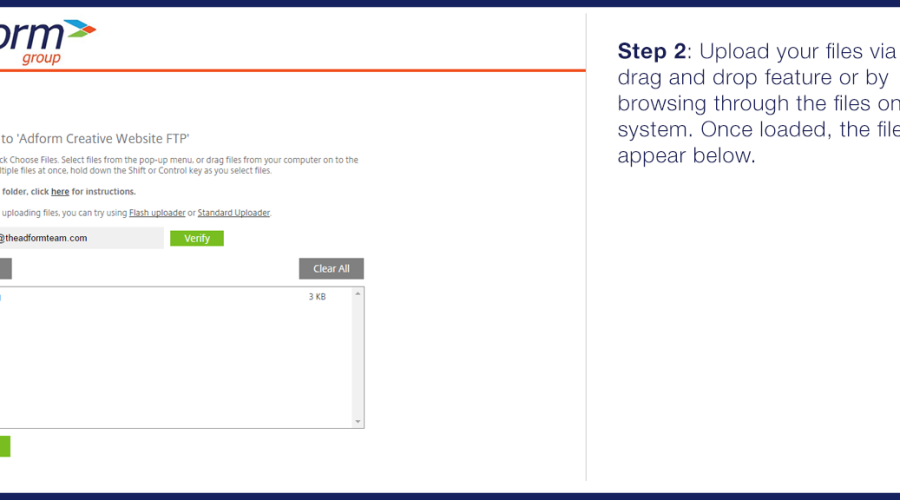 orm
group
to 'Adform Creative Website FTP'
ck Choose Files. Select files from the pop-up menu, or drag files from your computer on to the
ltiple files at once, hold down the Shift or Control key as you select files.
folder, click here for instructions.
uploading files, you can try using Flash uploader or Standard Uploader.
@theadformteam.com
Verify
Clear All
3 KB
Step 2: Upload your files via
drag and drop feature or by
browsing through the files on
system. Once loaded, the file
appear below.